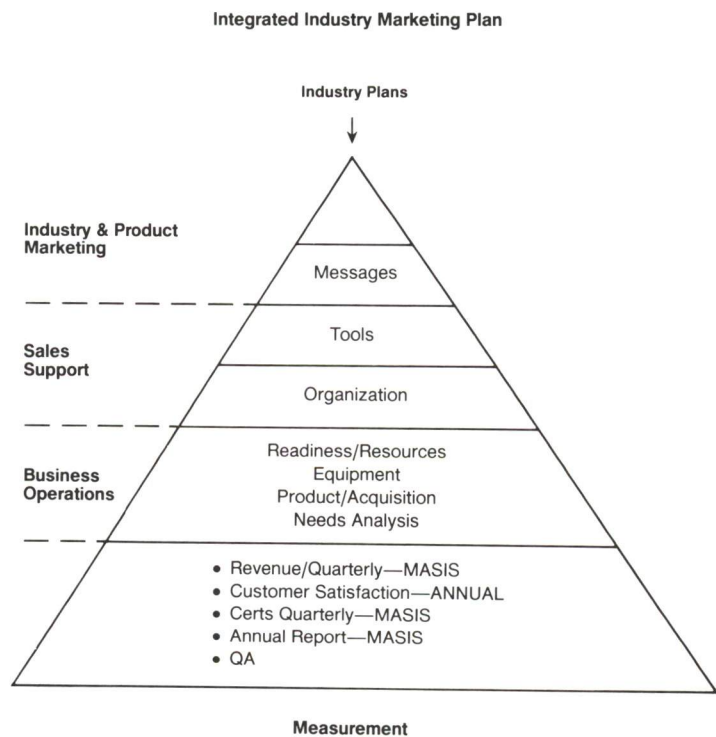 Integrated Industry Marketing Plan
Industry Plans
Industry & Product
Marketing
Messages
Tools
Sales
Support
Organization
Readiness/Resources
Equipment
Product/Acquisition
Needs Analysis
Business
Operations
• Revenue/Quarterly—MASIS
• Customer Satisfaction—ANNUAL
• Certs Quarterly—MASIS
• Annual Report—MASIS
• QA
Measurement